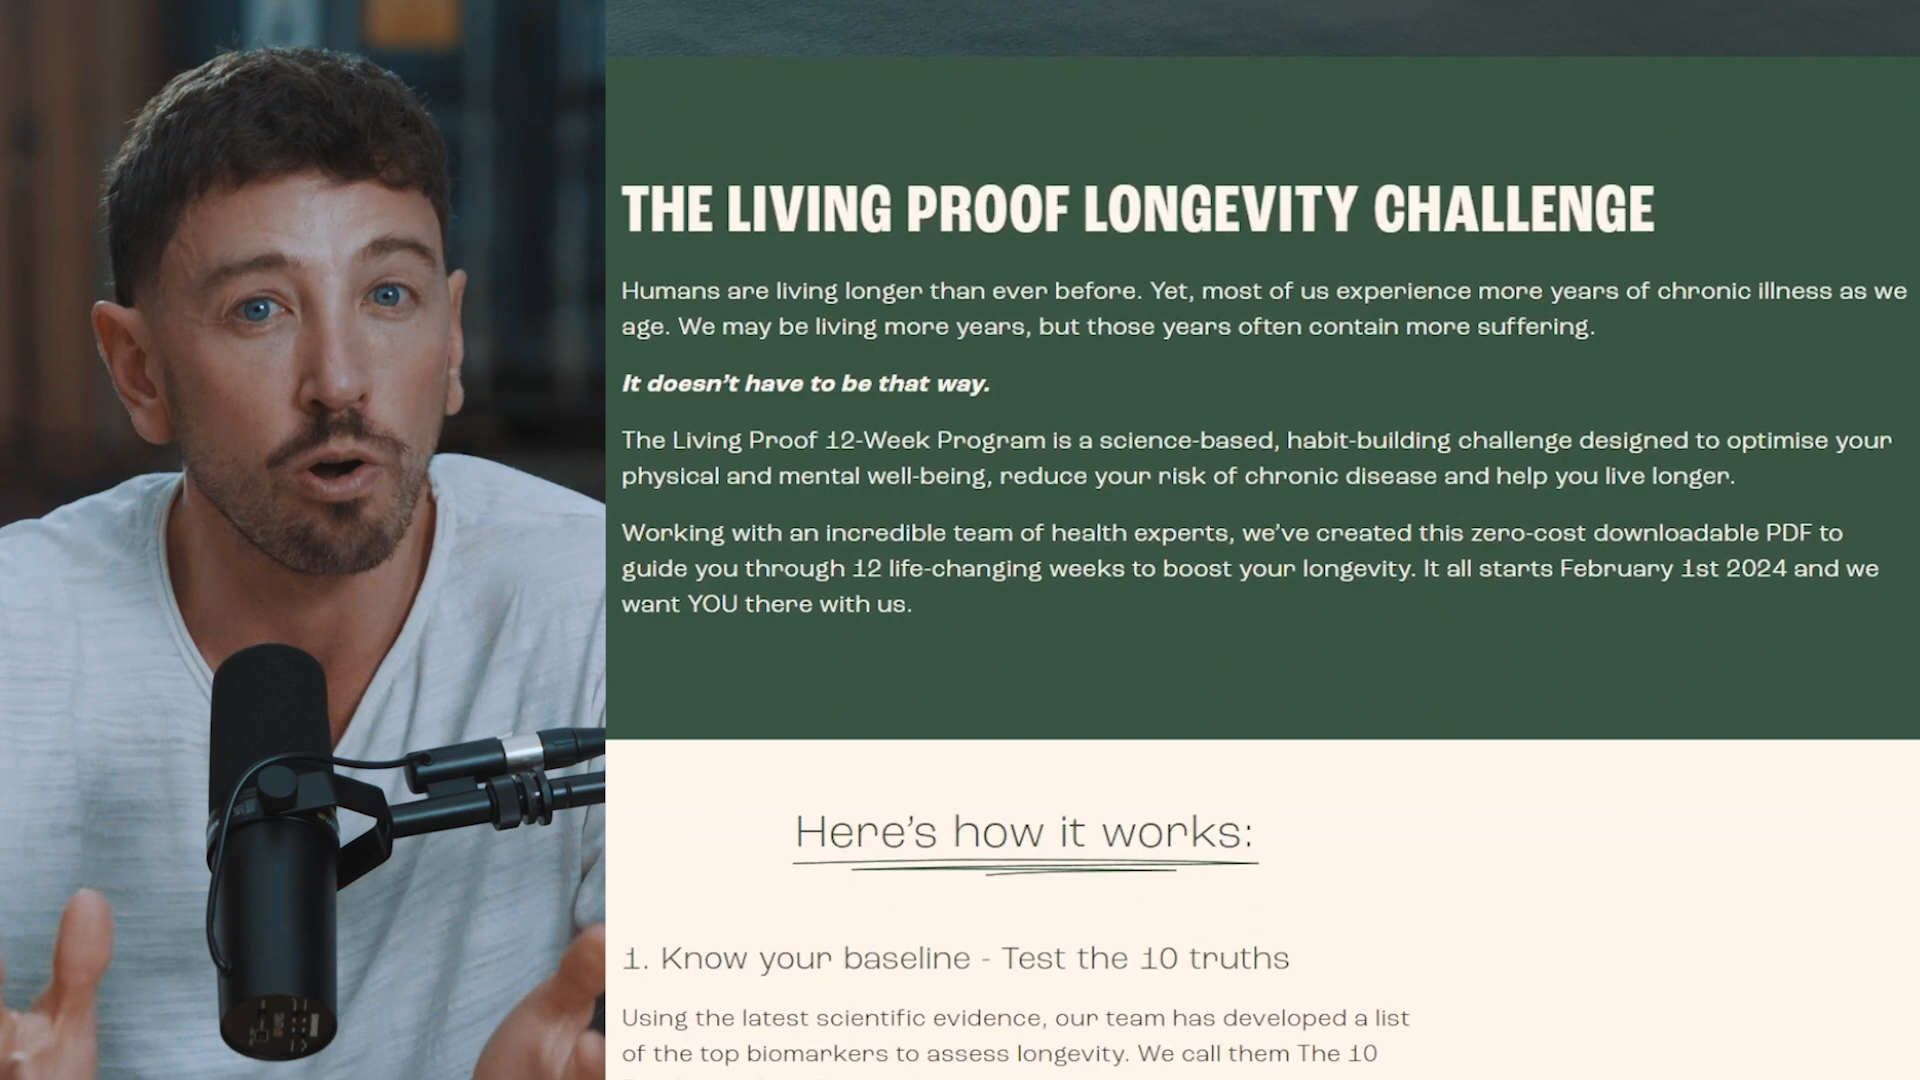 THE LIVING PROOF LONGEVITY CHALLENGE
Humans are living longer than ever before. Yet, most of us experience more years of chronic illness as we
age. We may be living more years, but those years often contain more suffering.
It doesn't have to be that way.
The Living Proof 12-Week Program is a science-based, habit-building challenge designed to optimise your
physical and mental well-being, reduce your risk of chronic disease and help you live longer.
Working with an incredible team of health experts, we've created this zero-cost downloadable PDF to
guide you through 12 life-changing weeks to boost your longevity. It all starts February 1st 2024 and we
want YOU there with us.
Here's how it works:
1. Know your baseline - Test the 10 truths
Using the latest scientific evidence, our team has developed a list
of the top biomarkers to assess longevity. We call them The 10